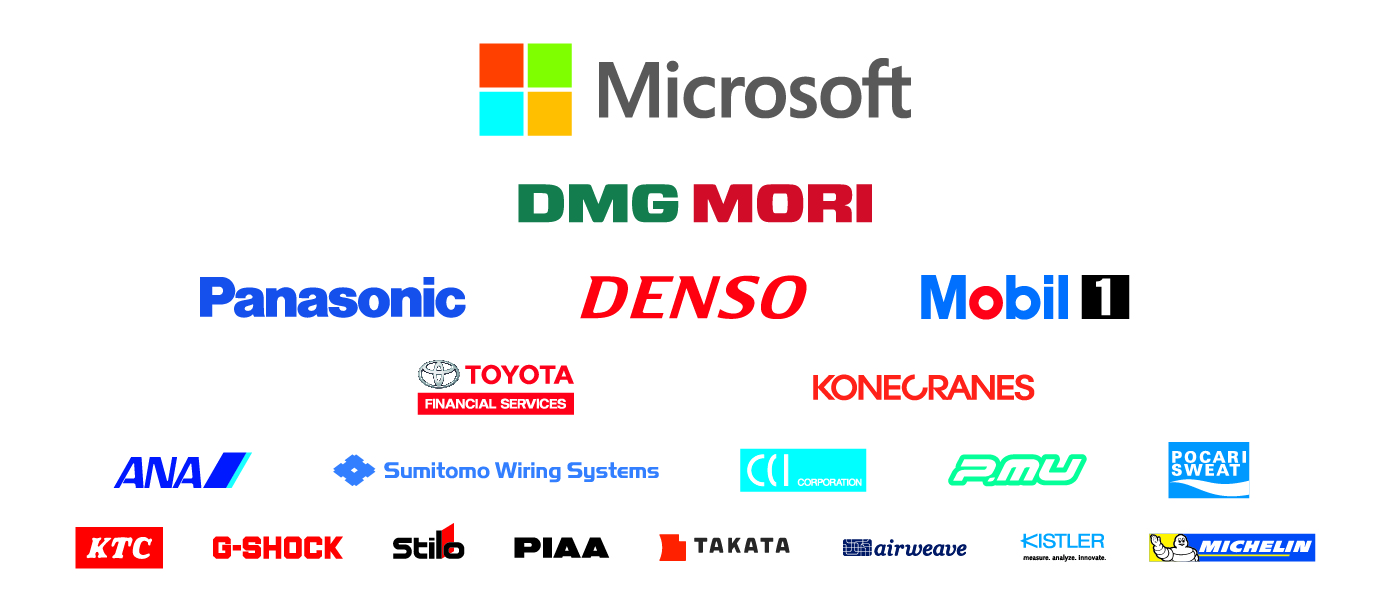 Microsoft
DMG MORI
Panasonic
DENSO
Mobil 1
TOYOTA
FINANCIAL SERVICES
KONECRANES
ANA
Sumitomo Wiring Systems
CCI
CORPORATION
P.MU
POCARI
SWEAT
KTC
G-SHOCK
Stilo
PIAA
TAKATA
airweave
KISTLER
measure. analyze. innovate.
MICHELIN